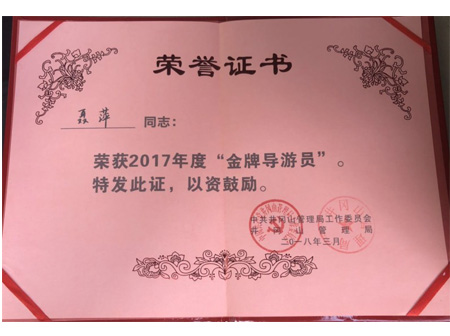 荣誉证书
聂萍 同志：
荣获2017年度“金牌导游员”。
特发此证，以资鼓励。
中共井冈山管理局工作委员会
井冈山管理局
二〇一八年三月